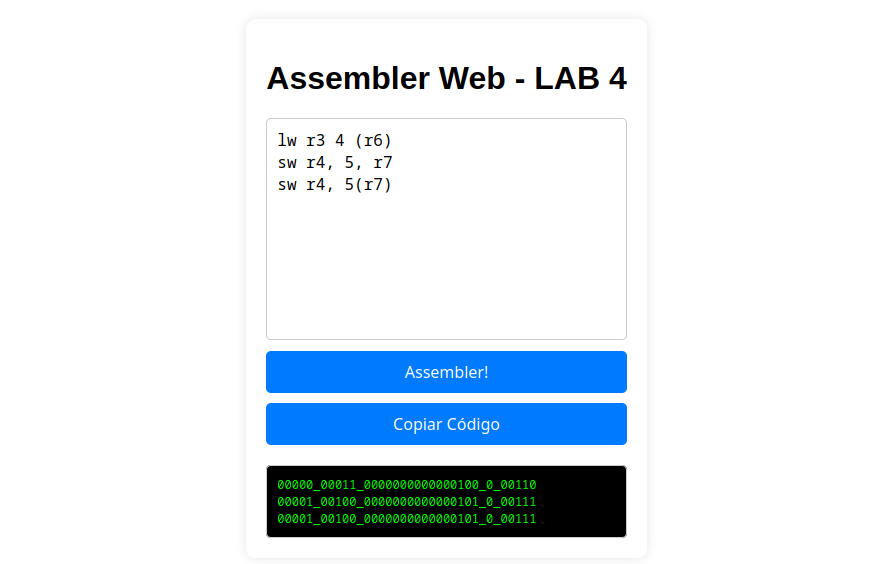 Assembler Web - LAB 4
lw r3 4 (r6)
sw r4, 5, r7
sw r4, 5(r7)
Assembler!
Copiar Código
00000_00011_0000000000000100_0_00110
00001_00100_0000000000000101_0_00111
00001_00100_0000000000000101_0_00111